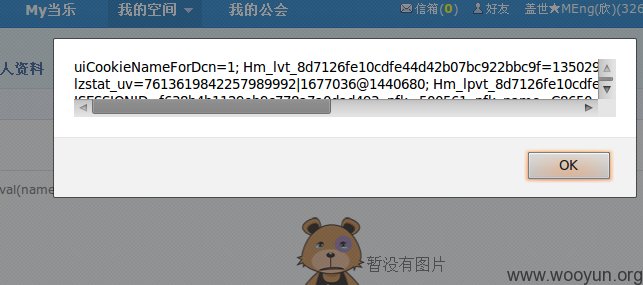 My当乐 我的空间 我的公会 信箱(0) 好友 盖世★MEng(欣)(326
人资料
uiCookieNameForDcn=1; Hm_lvt_8d7126fe10cdfe44d42b07bc922bbc9f=135029
lzstat_uv=7613619842257989992|1677036@1440680; Hm_lpvt_8d7126fe10cdfe
OK
val(name
暂没有图片
www.wooyun.org